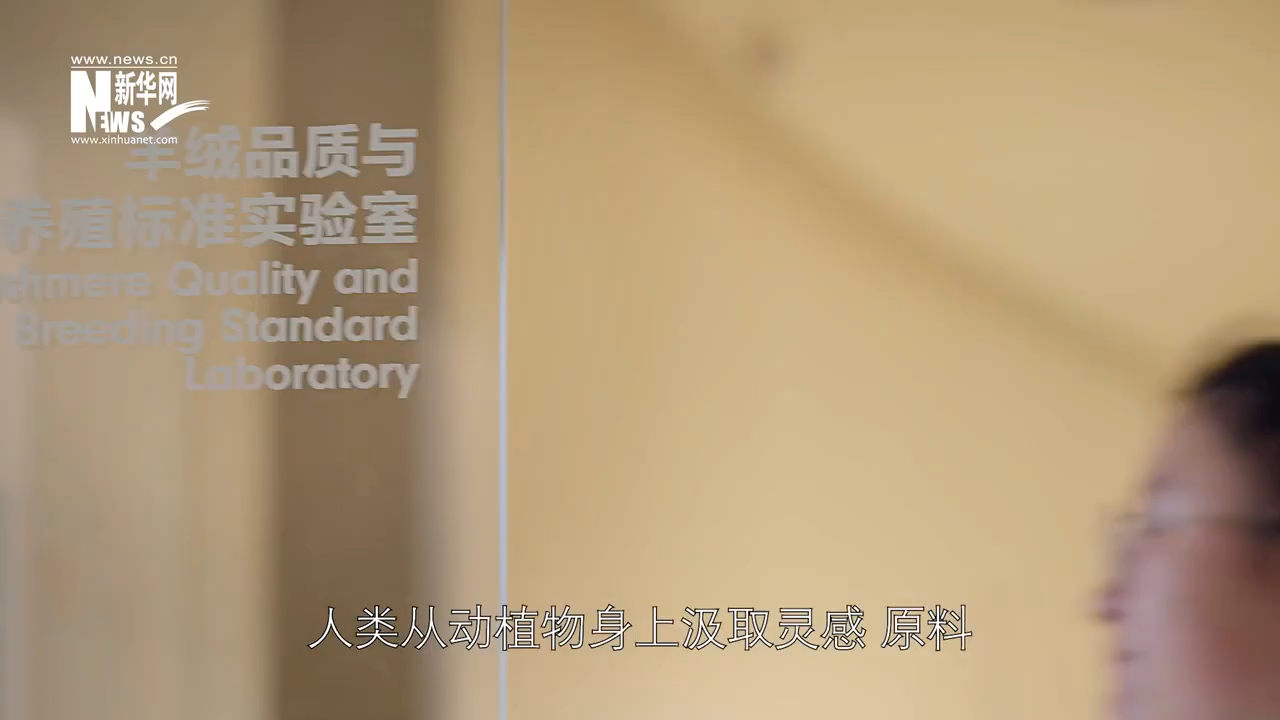 www.news.cn
NEWS 新华网
www.xinhuanet.com
羊绒品质与
养殖标准实验室
Quality and
Breeding Standard
Laboratory
人类从动植物身上汲取灵感 原料